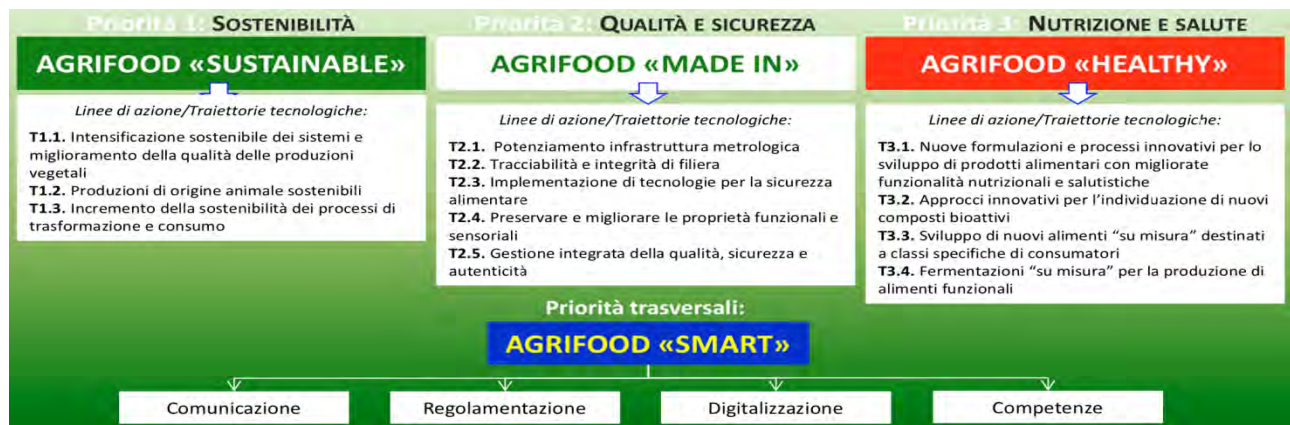 Priorità 1: SOSTENIBILITÀ
AGRIFOOD «SUSTAINABLE»
Linee di azione/Traiettorie tecnologiche:
T1.1. Intensificazione sostenibile dei sistemi e
miglioramento della qualità delle produzioni
vegetali
T1.2. Produzioni di origine animale sostenibili
T1.3. Incremento della sostenibilità dei processi di
trasformazione e consumo
Priorità 2: QUALITÀ E SICUREZZA
AGRIFOOD «MADE IN»
Linee di azione/Traiettorie tecnologiche:
T2.1. Potenziamento infrastruttura metrologica
T2.2. Tracciabilità e integrità di filiera
T2.3. Implementazione di tecnologie per la sicurezza
alimentare
T2.4. Preservare e migliorare le proprietà funzionali e
sensoriali
T2.5. Gestione integrata della qualità, sicurezza e
autenticità
Priorità 3: NUTRIZIONE E SALUTE
AGRIFOOD «HEALTHY»
Linee di azione/Traiettorie tecnologiche:
T3.1. Nuove formulazioni e processi innovativi per lo
sviluppo di prodotti alimentari con migliorate
funzionalità nutrizionali e salutistiche
T3.2. Approcci innovativi per l’individuazione di nuovi
composti bioattivi
T3.3. Sviluppo di nuovi alimenti “su misura” destinati
a classi specifiche di consumatori
T3.4. Fermentazioni “su misura” per la produzione di
alimenti funzionali
Priorità trasversali:
AGRIFOOD «SMART»
Comunicazione
Regolamentazione
Digitalizzazione
Competenze